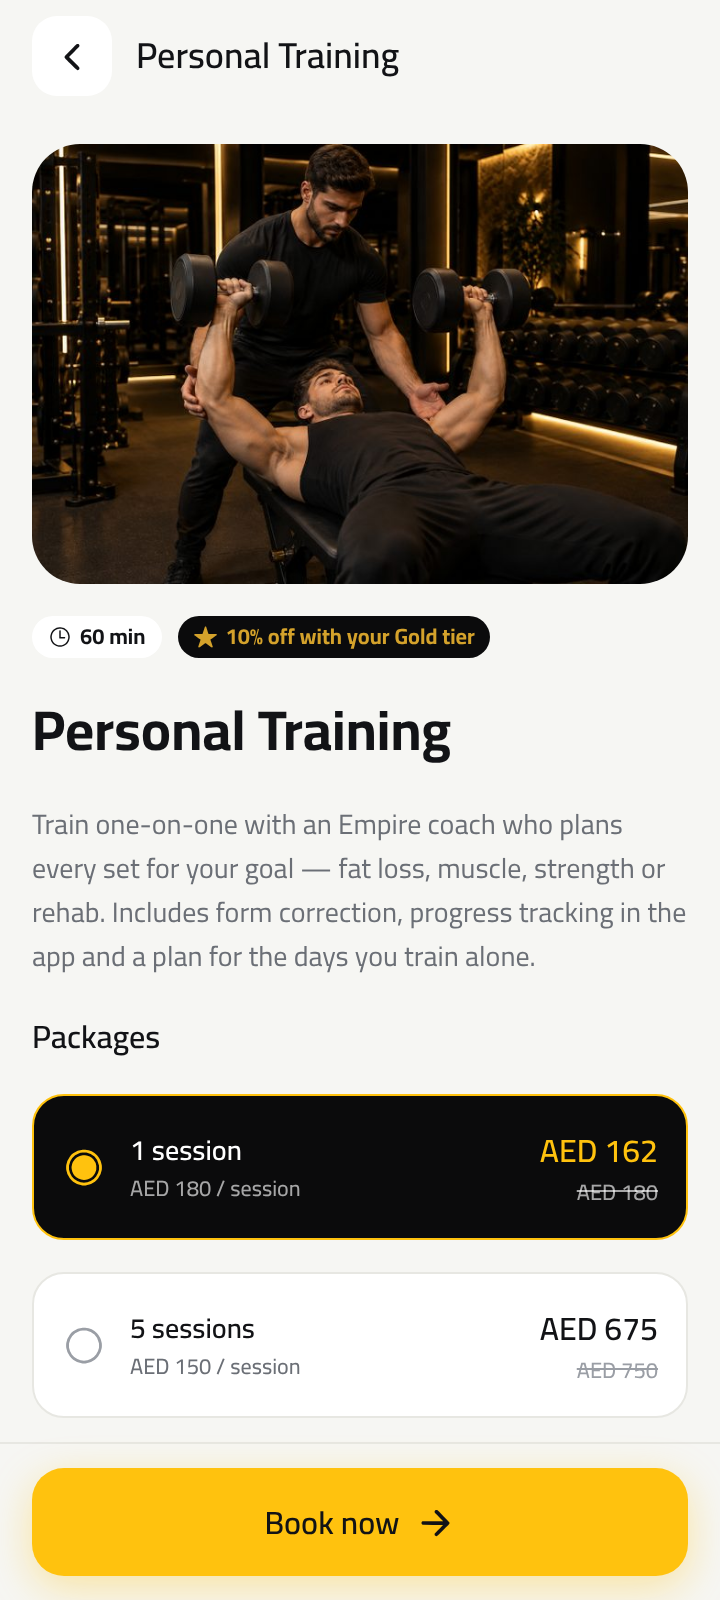 Personal Training
60 min
10% off with your Gold tier
Personal Training
Train one-on-one with an Empire coach who plans
every set for your goal — fat loss, muscle, strength or
rehab. Includes form correction, progress tracking in the
app and a plan for the days you train alone.
Packages
1 session
AED 162
AED 180 / session
AED 180
5 sessions
AED 675
AED 150 / session
AED 750
Book now